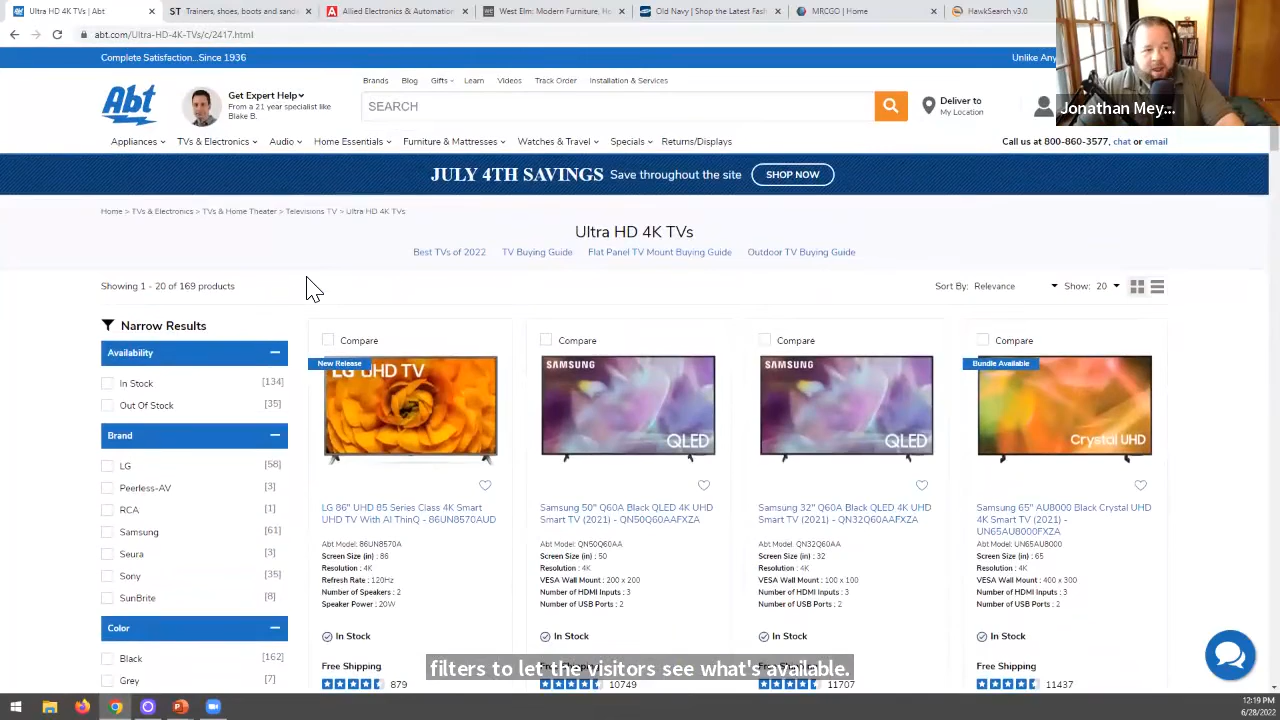 Ultra HD 4K TVs | Abt
Trainers, shoes, boots and sand
Allied Electronics & Automation
West Elm: Modern Furniture, Ho
Old Navy | Shop the Latest Fash
MRCGO | Home
HawkSearch v3.0
abt.com/Ultra-HD-4K-TVs/c/2417.html
Complete Satisfaction...Since 1936
Unlike Any
Jonathan Mey...
Brands Blog Gifts Learn Videos Track Order Installation & Services
Abt
Get Expert Help
From a 21 year specialist like
Blake B.
SEARCH
Deliver to
My Location
Appliances TVs & Electronics Audio Home Essentials Furniture & Mattresses Watches & Travel Specials Returns/Displays
Call us at 800-860-3577, chat or email
JULY 4TH SAVINGS Save throughout the site SHOP NOW
Home > TVs & Electronics > TVs & Home Theater > Televisions TV > Ultra HD 4K TVs
Ultra HD 4K TVs
Best TVs of 2022 TV Buying Guide Flat Panel TV Mount Buying Guide Outdoor TV Buying Guide
Showing 1 - 20 of 169 products
Sort By: Relevance Show: 20
Narrow Results
Availability
In Stock [134]
Out Of Stock [35]
Brand
LG [58]
Peerless-AV [3]
RCA [1]
Samsung [61]
Seura [3]
Sony [35]
SunBrite [8]
Color
Black [162]
Grey [7]
Compare
New Release
LG UHD TV
LG 86" UHD 85 Series Class 4K Smart
UHD TV With AI ThinQ - 86UN8570AUD
Abt Model: 86UN8570A
Screen Size (in) : 86
Resolution : 4K
Refresh Rate : 120Hz
Number of Speakers : 2
Speaker Power : 20W
In Stock
Free Shipping
879
Compare
SAMSUNG
QLED
Samsung 50" Q60A Black QLED 4K UHD
Smart TV (2021) - QN50Q60AAFXZA
Abt Model: QN50Q60AA
Screen Size (in) : 50
Resolution : 4K
VESA Wall Mount : 200 x 200
Number of HDMI Inputs : 3
Number of USB Ports : 2
In Stock
10749
Compare
SAMSUNG
QLED
Samsung 32" Q60A Black QLED 4K UHD
Smart TV (2021) - QN32Q60AAFXZA
Abt Model: QN32Q60AA
Screen Size (in) : 32
Resolution : 4K
VESA Wall Mount : 100 x 100
Number of HDMI Inputs : 3
Number of USB Ports : 2
In Stock
11707
Compare
Bundle Available
Crystal UHD
Samsung 65" AU8000 Black Crystal UHD
4K Smart TV (2021) -
UN65AU8000FXZA
Abt Model: UN65AU8000
Screen Size (in) : 65
Resolution : 4K
VESA Wall Mount : 400 x 300
Number of HDMI Inputs : 3
Number of USB Ports : 2
In Stock
Free Shipping
11437
filters to let the visitors see what's available.
12:19 PM
6/28/2022